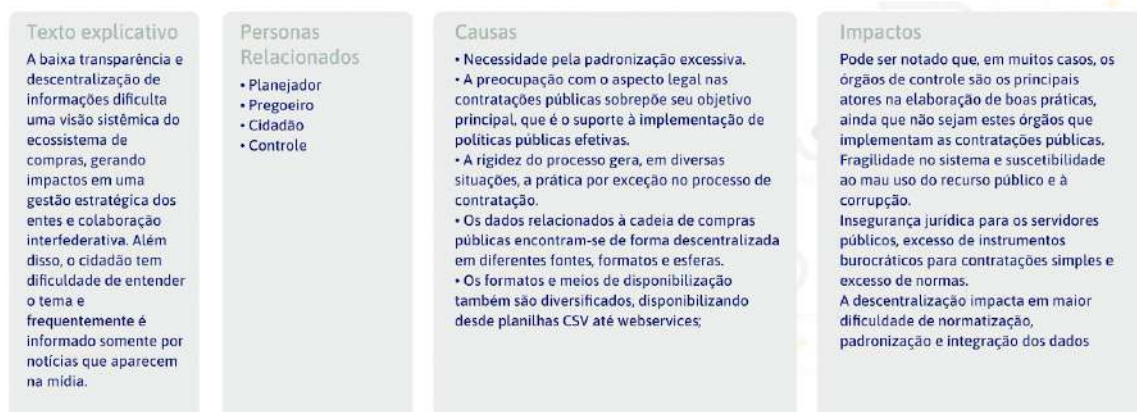 Texto explicativo
A baixa transparência e
descentralização de
informações dificulta
uma visão sistêmica do
ecossistema de
compras, gerando
impactos em uma
gestão estratégica dos
entes e colaboração
interfederativa. Além
disso, o cidadão tem
dificuldade de entender
o tema e
frequentemente é
informado somente por
notícias que aparecem
na mídia.
Personas
Relacionados
• Planejador
• Pregoeiro
• Cidadão
• Controle
Causas
• Necessidade pela padronização excessiva.
• A preocupação com o aspecto legal nas
contratações públicas sobrepõe seu objetivo
principal, que é o suporte à implementação de
políticas públicas efetivas.
• A rigidez do processo gera, em diversas
situações, a prática por exceção no processo de
contratação.
• Os dados relacionados à cadeia de compras
públicas encontram-se de forma descentralizada
em diferentes fontes, formatos e esferas.
• Os formatos e meios de disponibilização
também são diversificados, disponibilizando
desde planilhas CSV até webservices;
Impactos
Pode ser notado que, em muitos casos, os
órgãos de controle são os principais
atores na elaboração de boas práticas,
ainda que não sejam estes órgãos que
implementam as contratações públicas.
Fragilidade no sistema e suscetibilidade
ao mau uso do recurso público e à
corrupção.
Insegurança jurídica para os servidores
públicos, excesso de instrumentos
burocráticos para contratações simples e
excesso de normas.
A descentralização impacta em maior
dificuldade de normatização,
padronização e integração dos dados